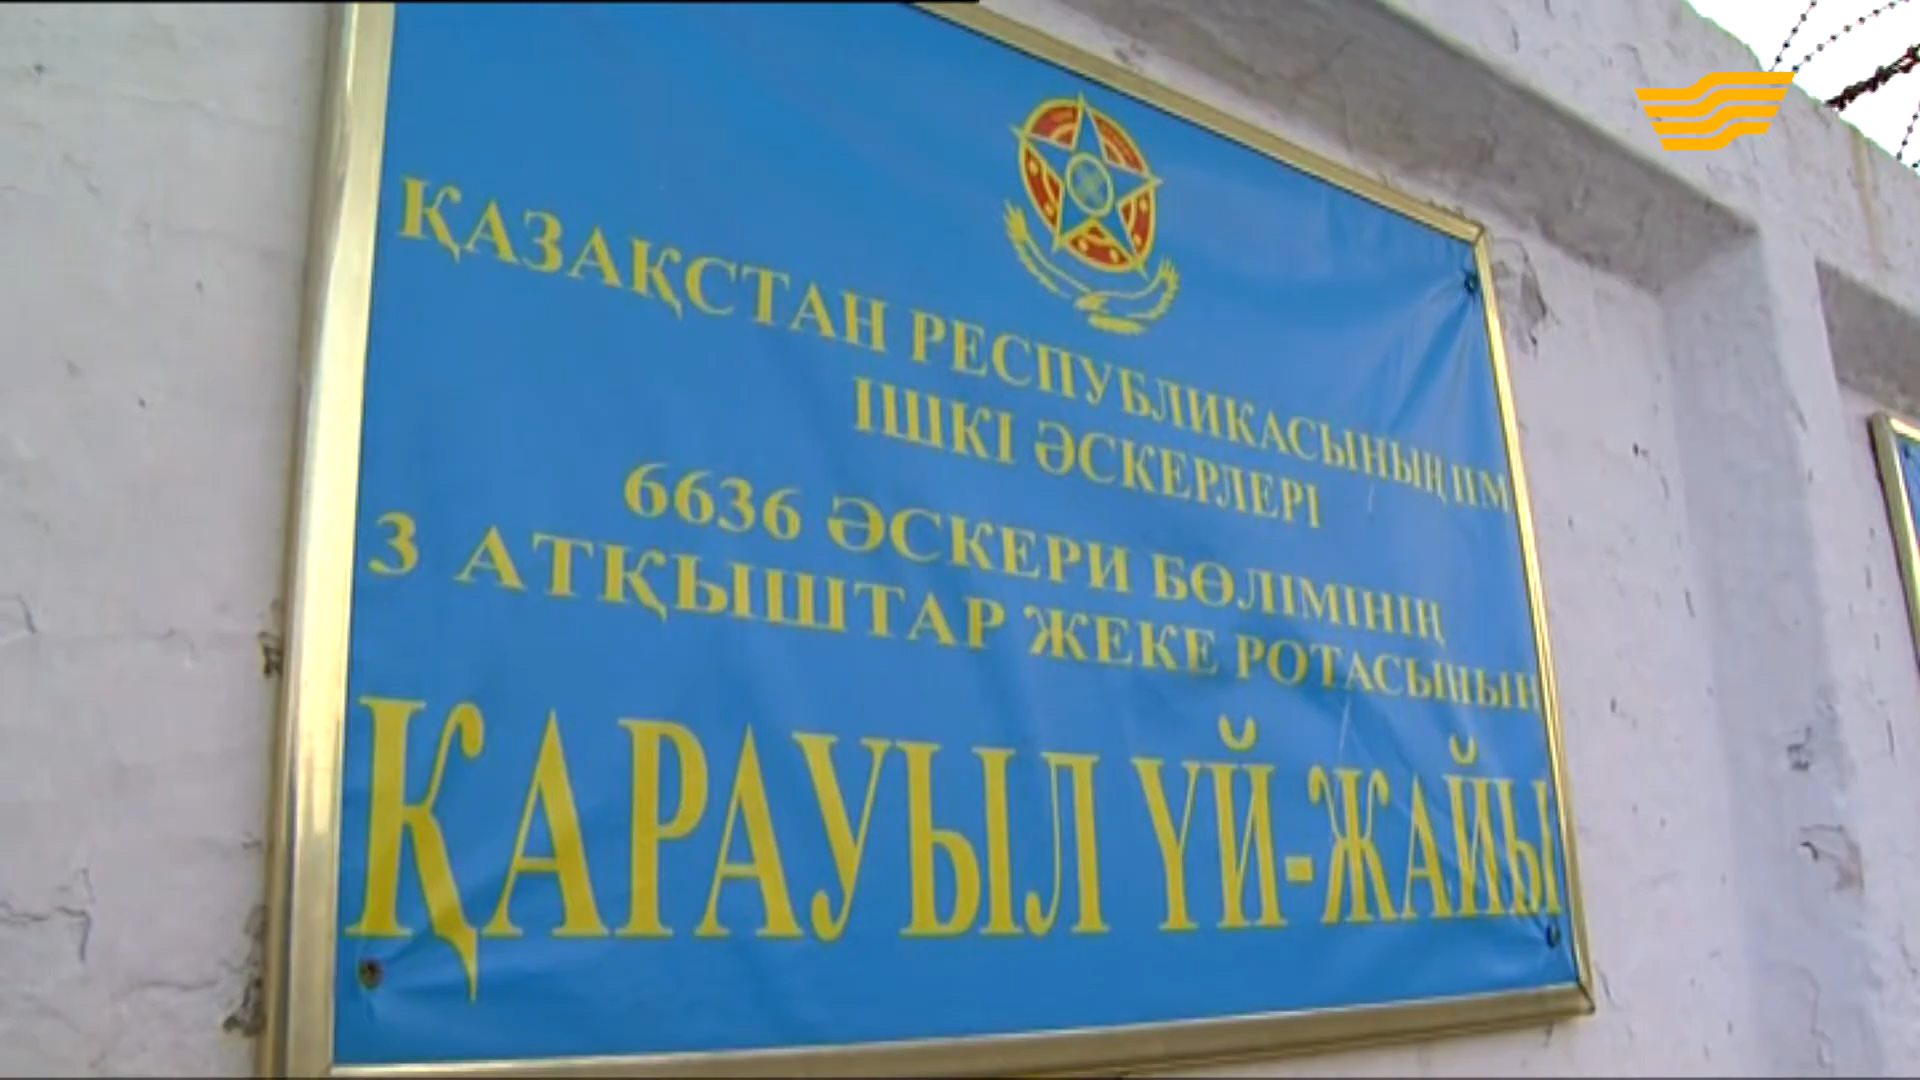 ҚАЗАҚСТАН РЕСПУБЛИКАСЫНЫҢ ІІМ
ІШКІ ӘСКЕРЛЕРІ
6636 ӘСКЕРИ БӨЛІМІНІҢ
3 АТҚЫШТАР ЖЕКЕ РОТАСЫНЫҢ
ҚАРАУЫЛ ҮЙ-ЖАЙЫ